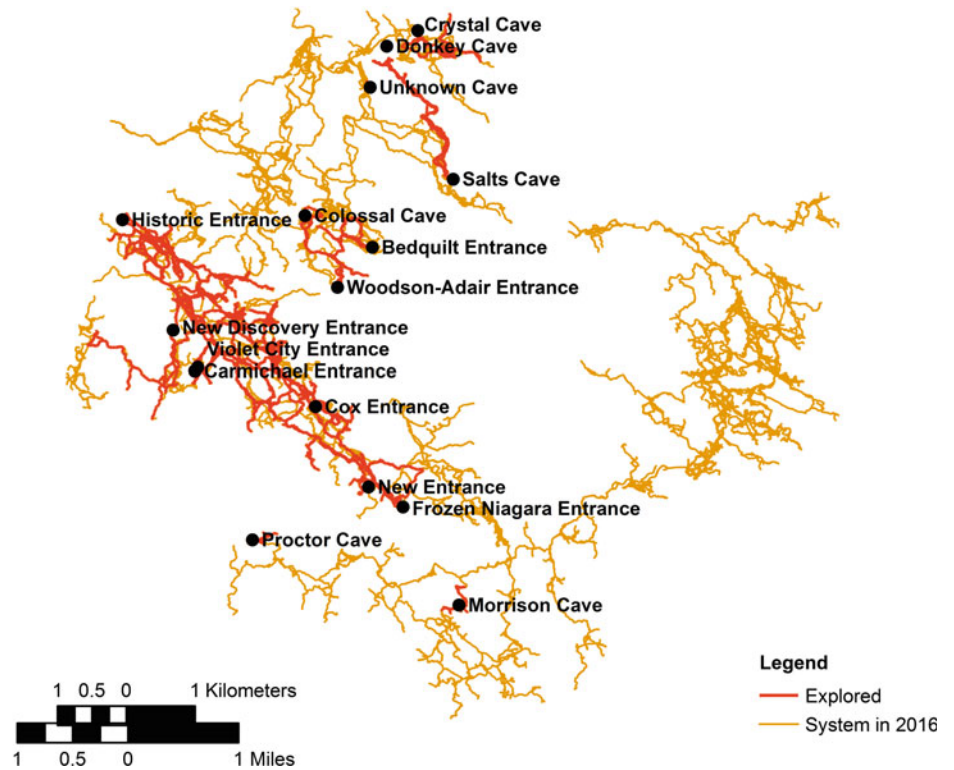 Crystal Cave
Donkey Cave
Unknown Cave
Salts Cave
Historic Entrance
Colossal Cave
Bedquilt Entrance
Woodson-Adair Entrance
New Discovery Entrance
Violet City Entrance
Carmichael Entrance
Cox Entrance
New Entrance
Frozen Niagara Entrance
Proctor Cave
Morrison Cave
Legend
Explored
System in 2016
1 0.5 0 1 Kilometers
1 0.5 0 1 Miles